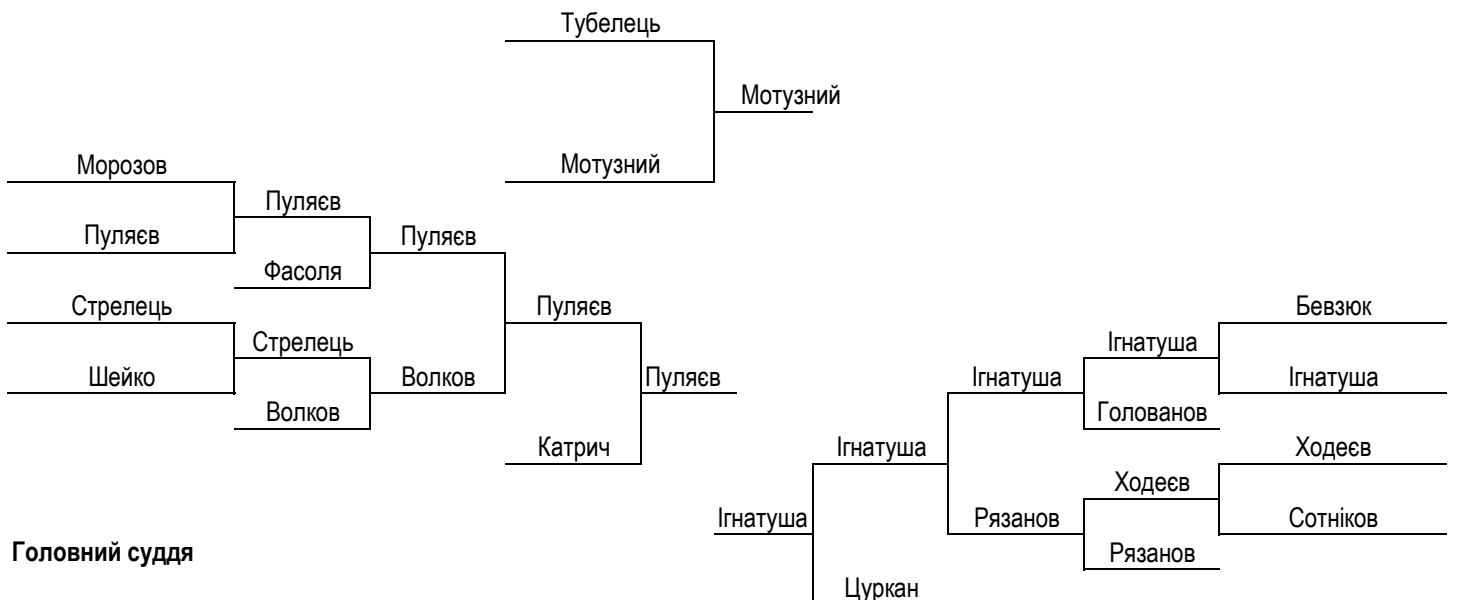 Тубелець
Мотузний
Морозов
Мотузний
Пуляєв
Пуляєв
Пуляєв
Фасоля
Стрелець
Пуляєв
Бевзюк
Стрелець
Ігнатуша
Шейко
Волков
Пуляєв
Ігнатуша
Ігнатуша
Волков
Голованов
Катрич
Ігнатуша
Ходеєв
Ходеєв
Ігнатуша
Рязанов
Сотніков
Головний суддя
Рязанов
Цуркан